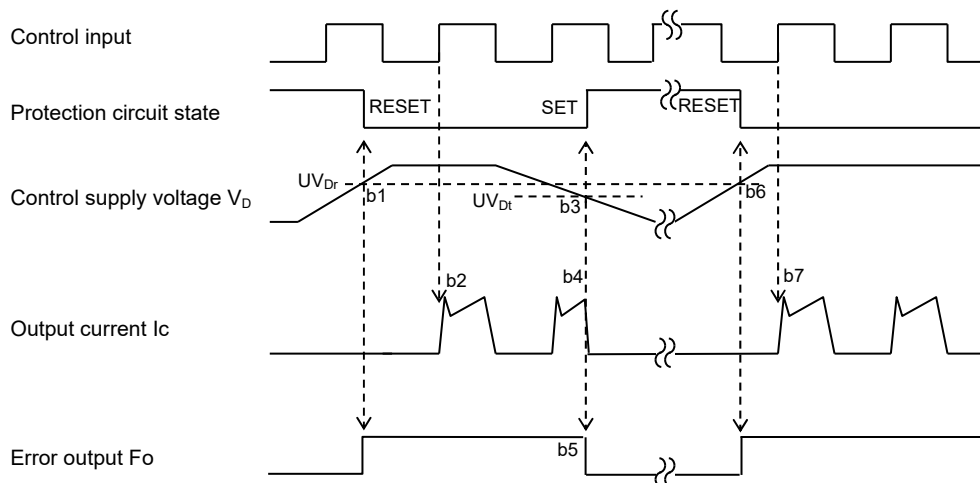 Control input
Protection circuit state
RESET
SET
RESET
Control supply voltage VD
UVDr
b1
UVDt
b3
b6
b2
b4
b7
Output current Ic
Error output Fo
b5